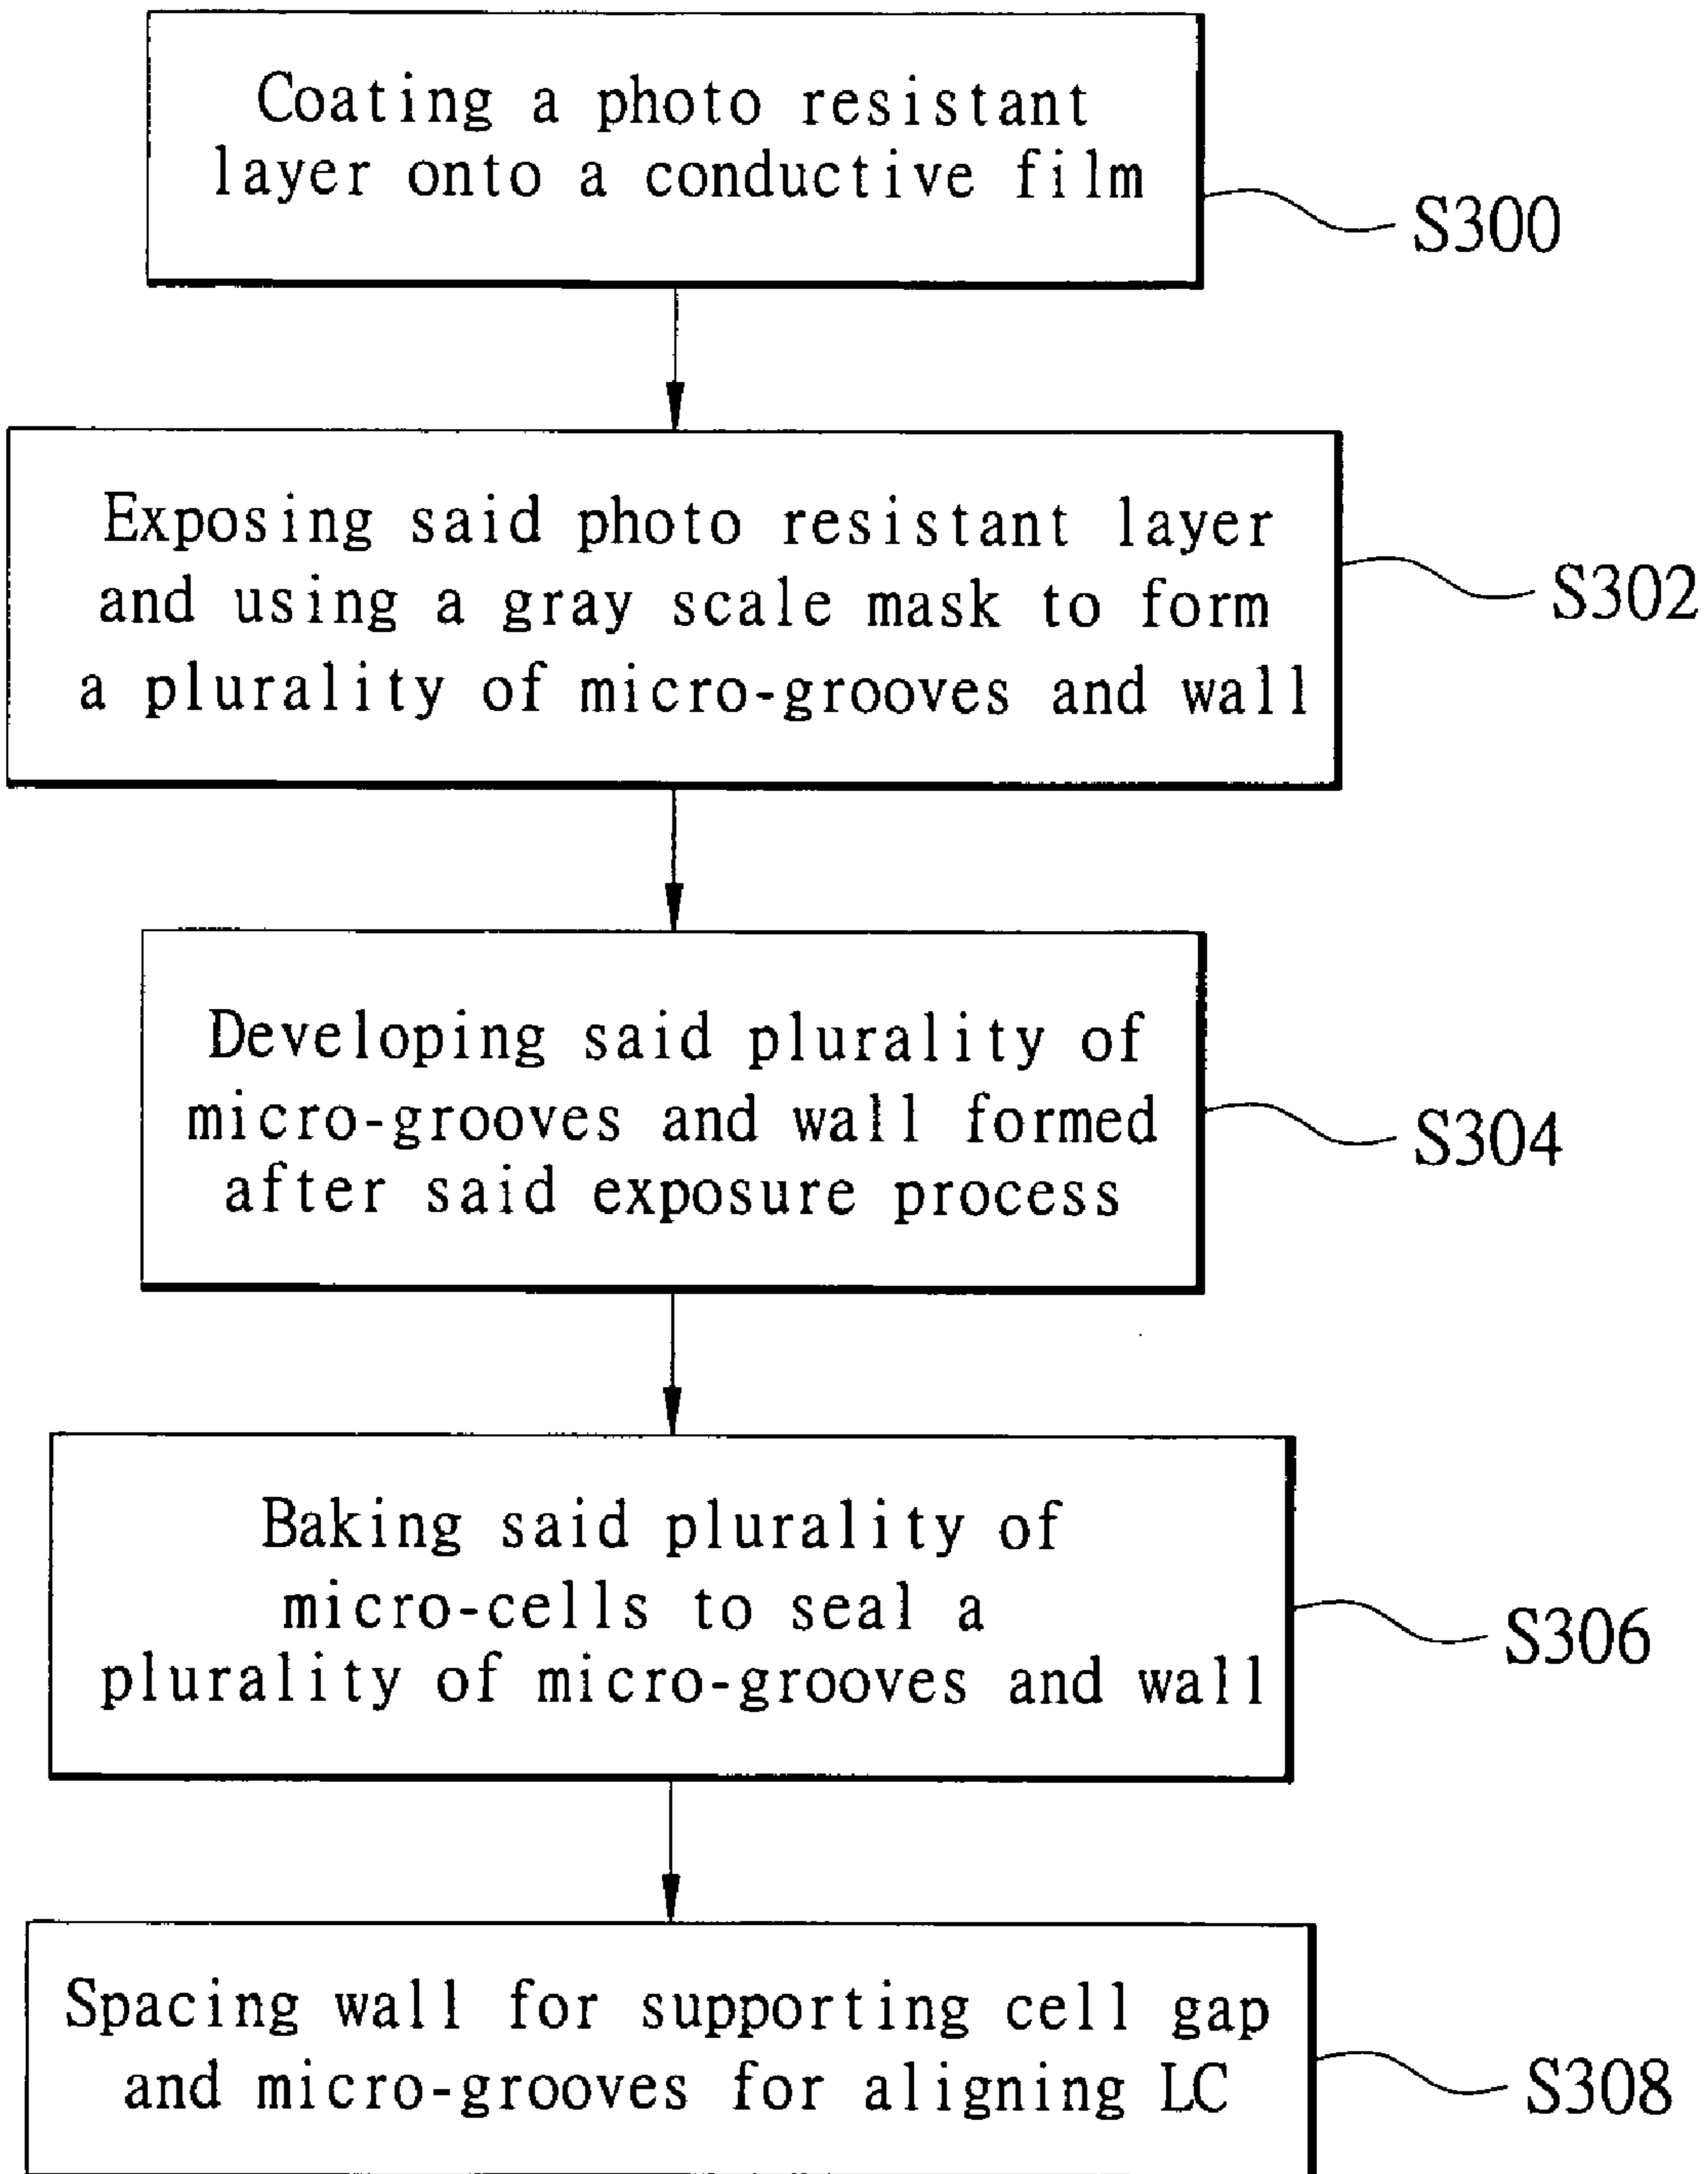 Coating a photo resistant
layer onto a conductive film
S300
Exposing said photo resistant layer
and using a gray scale mask to form
a plurality of micro-grooves and wall
S302
Developing said plurality of
micro-grooves and wall formed
after said exposure process
S304
Baking said plurality of
micro-cells to seal a
plurality of micro-grooves and wall
S306
Spacing wall for supporting cell gap
and micro-grooves for aligning LC
S308